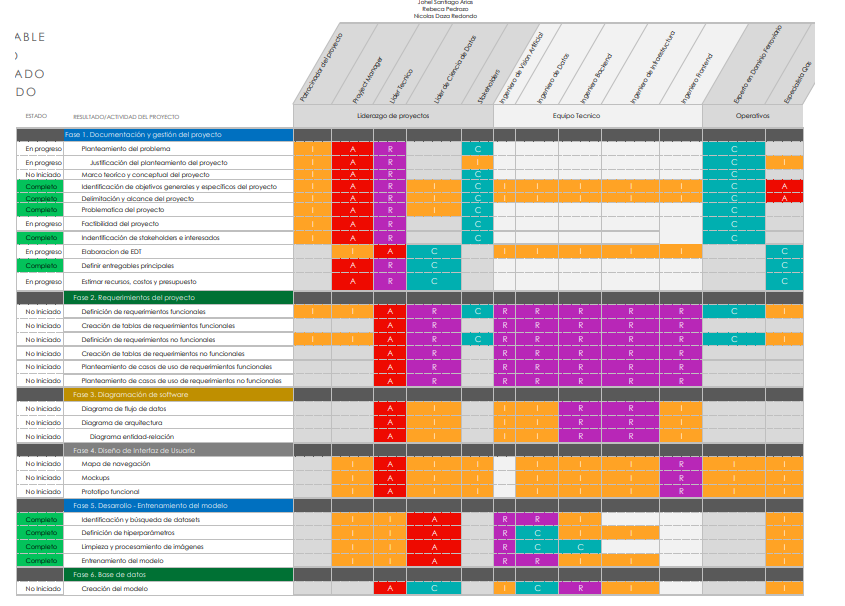 Johel Santiago Arias
Rebeca Pedrozo
Nicolas Daza Redondo
ABLE
ADO
DO
Patrocinador del proyecto
Project Manager
Líder Tecnico
Lider de Ciencia de Datos
Stakeholders
Ingeniero de Vision Artificial
Ingeniero de Datos
Ingeniero Backend
Ingeniero de Infraestructura
Ingeniero Frontend
Experto en Dominio Ferroviario
Especialista Qas
ESTADO RESULTADO/ACTIVIDAD DEL PROYECTO Liderazgo de proyectos Equipo Tecnico Operativos
Fase 1. Documentación y gestión del proyecto
En progreso Planteamiento del problema I A R C C
En progreso Justificación del planteamiento del proyecto I A R I C I
No Iniciado Marco teorico y conceptual del proyecto I A R C C
Completo Identificación de objetivos generales y específicos del proyecto I A R I I C I I I I I C A
Completo Delimitación y alcance del proyecto I A R I I C I I I I I C A
Completo Problematica del proyecto I A R I C C
En progreso Factibilidad del proyecto I A R C C
Completo Indentificación de stakeholders e interesados I A R C C
En progreso Elaboracion de EDT I A C I I I I I C
Completo Definir entregables principales A R C C
En progreso Estimar recursos, costos y presupuesto A R C C
Fase 2. Requerimientos del proyecto
No Iniciado Definición de requerimientos funcionales I I A R C R R R R R C I
No Iniciado Creación de tablas de requerimientos funcionales A R R R R R R
No Iniciado Definición de requerimientos no funcionales I I A R C R R R R R C I
No Iniciado Creación de tablas de requerimientos no funcionales A R R R R R R
No Iniciado Planteamiento de casos de uso de requerimientos funcionales A R R R R R R
No Iniciado Planteamiento de casos de uso de requerimientos no funcionales A R R R R R R
Fase 3. Diagramación de software
No Iniciado Diagrama de flujo de datos A I I I R R I
No Iniciado Diagrama de arquitectura A I I I R R I
No Iniciado Diagrama entidad-relación A I I I R R I
Fase 4. Diseño de Interfaz de Usuario
No Iniciado Mapa de navegación I A I I I I I R I I
No Iniciado Mockups I A I I I I I R I I
No Iniciado Prototipo funcional I A I I I I I R I I
Fase 5. Desarrollo - Entrenamiento del modelo
Completo Identificación y búsqueda de datasets I I A R R I I
Completo Definición de hiperparámetros I I A R C I I I
Completo Limpieza y procesamiento de imágenes I I A R C C I
Completo Entrenamiento del modelo I I A R R I I I
Fase 6. Base de datos
No Iniciado Creación del modelo A C I C R I I